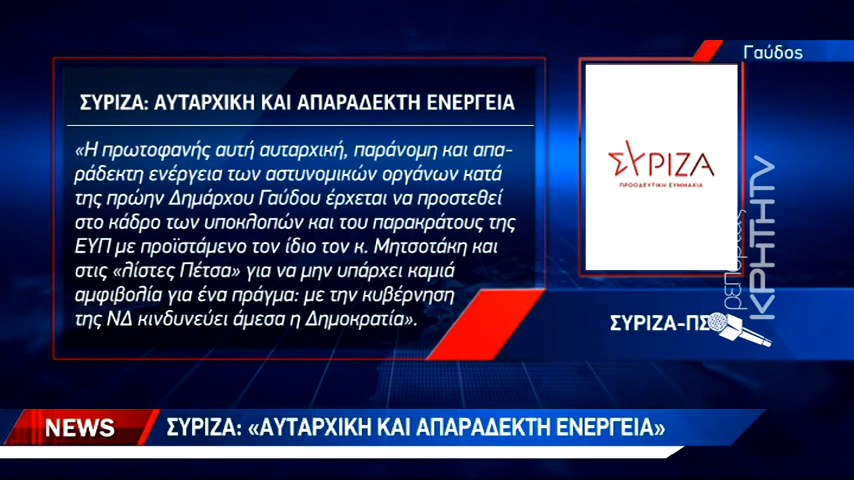 Γαύδος
ΣΥΡΙΖΑ: ΑΥΤΑΡΧΙΚΗ ΚΑΙ ΑΠΑΡΑΔΕΚΤΗ ΕΝΕΡΓΕΙΑ
«Η πρωτοφανής αυτή αυταρχική, παράνομη και απα-
ράδεκτη ενέργεια των αστυνομικών οργάνων κατά
της πρώην Δημάρχου Γαύδου έρχεται να προστεθεί
στο κάδρο των υποκλοπών και του παρακράτους της
ΕΥΠ με προϊστάμενο τον ίδιο τον κ. Μητσοτάκη και
στις «λίστες Πέτσα» για να μην υπάρχει καμιά
αμφιβολία για ένα πράγμα: με την κυβέρνηση
της ΝΔ κινδυνεύει άμεσα η Δημοκρατία».
ΣΥΡΙΖΑ
ΠΡΟΟΔΕΥΤΙΚΗ ΣΥΜΜΑΧΙΑ
ρεπορτάζ
ΚΡΗΤΗTV
ΣΥΡΙΖΑ-ΠΣ
NEWS
ΣΥΡΙΖΑ: «ΑΥΤΑΡΧΙΚΗ ΚΑΙ ΑΠΑΡΑΔΕΚΤΗ ΕΝΕΡΓΕΙΑ»